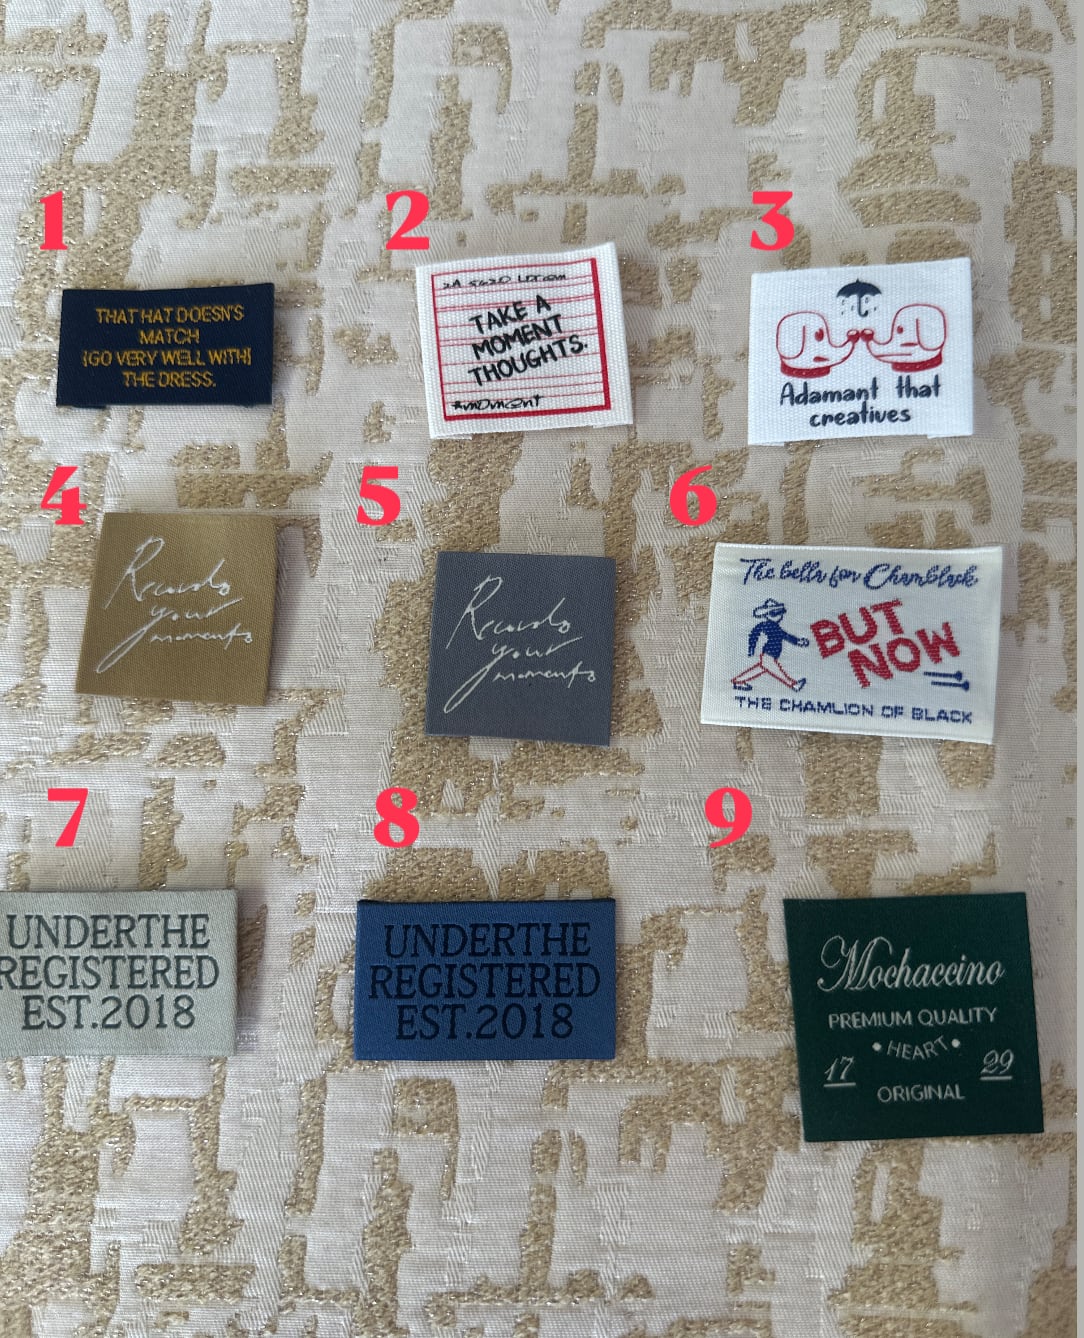 1
THAT HAT DOESN'S
MATCH
(GO VERY WELL WITH)
THE DRESS.
2
TAKE A
MOMENT
THOUGHTS.
*moment
3
Adamant that
creatives
4
Records
your
moments
5
Records
your
moments
6
The bella for Chamblack
BUT
NOW
THE CHAMLION OF BLACK
7
UNDERTHE
REGISTERED
EST.2018
8
UNDERTHE
REGISTERED
EST.2018
9
Mochaccino
PREMIUM QUALITY
• HEART •
17 29
ORIGINAL